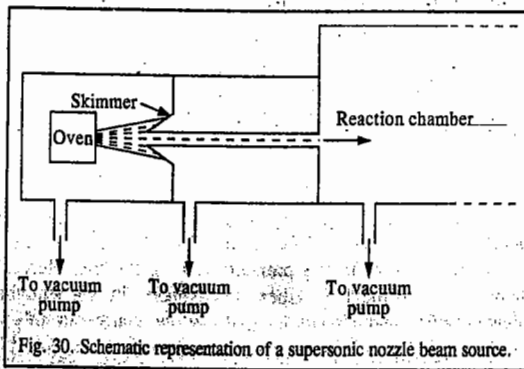 Skimmer
Oven
Reaction chamber
To vacuum
pump
To vacuum
pump
To vacuum
pump
Fig. 30. Schematic representation of a supersonic nozzle beam source.